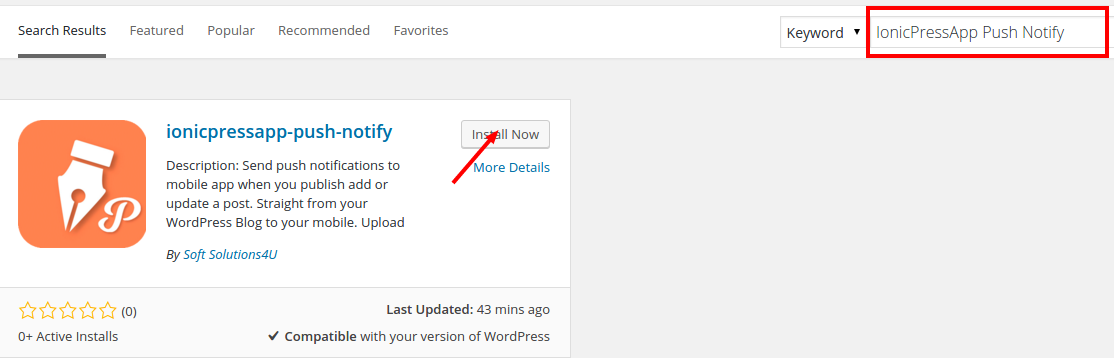 Search Results Featured Popular Recommended Favorites Keyword IonicPressApp Push Notify
ionicpressapp-push-notify Install Now
Description: Send push notifications to More Details
mobile app when you publish add or
update a post. Straight from your
WordPress Blog to your mobile. Upload
By Soft Solutions4U
(0) Last Updated: 43 mins ago
0+ Active Installs Compatible with your version of WordPress